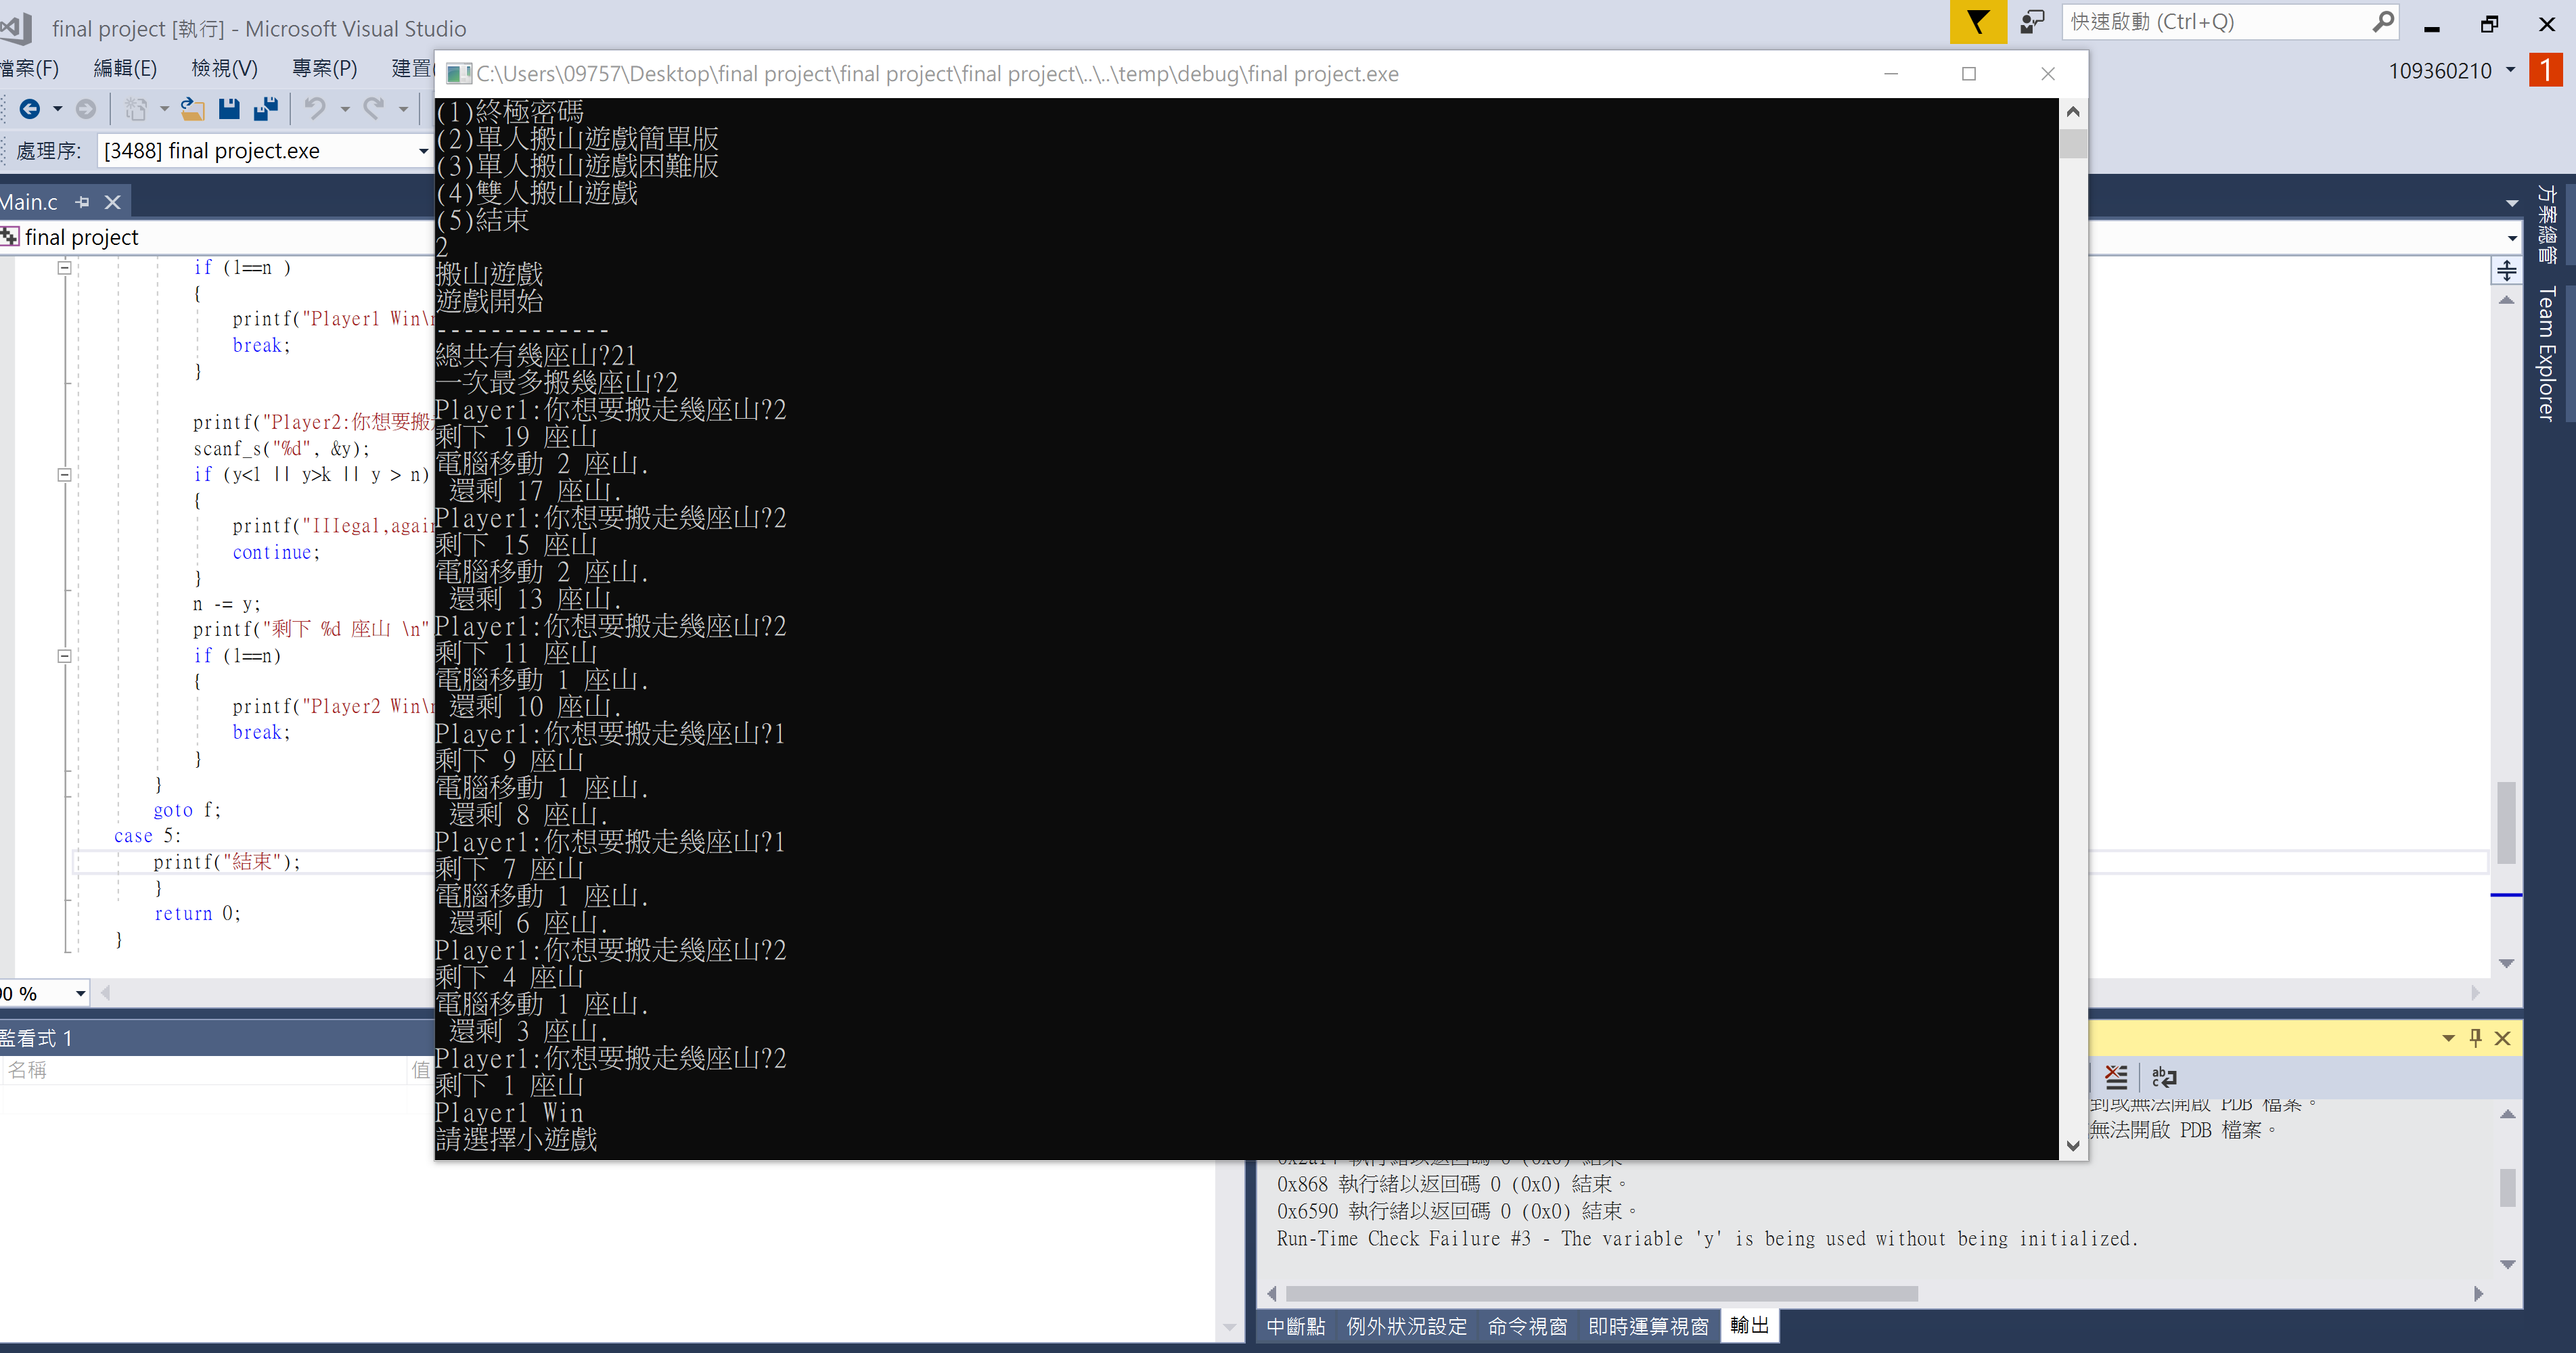 final project [執行] - Microsoft Visual Studio
快速啟動 (Ctrl+Q)
檔案(F) 編輯(E) 檢視(V) 專案(P) 建置(
109360210
1
處理序: [3488] final project.exe
Main.c
final project
if (1==n )
{
printf("Player1 Win\n
break;
}
printf("Player2:你想要搬
scanf_s("%d", &y);
if (y<1 || y>k || y > n)
{
printf("IIIegal,again
continue;
}
n -= y;
printf("剩下 %d 座山 \n"
if (1==n)
{
printf("Player2 Win\n
break;
}
}
goto f;
case 5:
printf("結束");
}
return 0;
}
00 %
監看式 1
名稱
值
C:\Users\09757\Desktop\final project\final project\final project\..\..\temp\debug\final project.exe
(1)終極密碼
(2)單人搬山遊戲簡單版
(3)單人搬山遊戲困難版
(4)雙人搬山遊戲
(5)結束
2
搬山遊戲
遊戲開始
-------------
總共有幾座山?21
一次最多搬幾座山?2
Player1:你想要搬走幾座山?2
剩下 19 座山
電腦移動 2 座山.
還剩 17 座山.
Player1:你想要搬走幾座山?2
剩下 15 座山
電腦移動 2 座山.
還剩 13 座山.
Player1:你想要搬走幾座山?2
剩下 11 座山
電腦移動 1 座山.
還剩 10 座山.
Player1:你想要搬走幾座山?1
剩下 9 座山
電腦移動 1 座山.
還剩 8 座山.
Player1:你想要搬走幾座山?1
剩下 7 座山
電腦移動 1 座山.
還剩 6 座山.
Player1:你想要搬走幾座山?2
剩下 4 座山
電腦移動 1 座山.
還剩 3 座山.
Player1:你想要搬走幾座山?2
剩下 1 座山
Player1 Win
請選擇小遊戲
方案總管
Team Explorer
到或無法開啟 PDB 檔案。
無法開啟 PDB 檔案。
0x868 執行緒以返回碼 0 (0x0) 結束。
0x6590 執行緒以返回碼 0 (0x0) 結束。
Run-Time Check Failure #3 - The variable 'y' is being used without being initialized.
中斷點 例外狀況設定 命令視窗 即時運算視窗 輸出